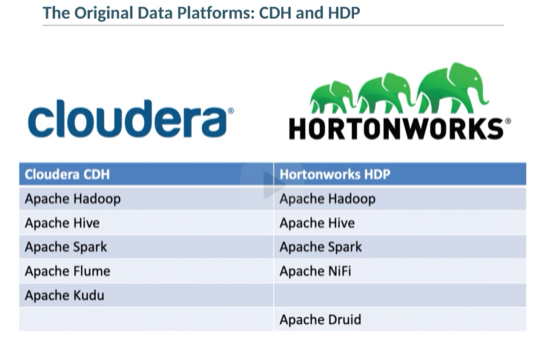 The Original Data Platforms: CDH and HDP
cloudera®
HORTONWORKS®
Cloudera CDH Hortonworks HDP
Apache Hadoop Apache Hadoop
Apache Hive Apache Hive
Apache Spark Apache Spark
Apache Flume Apache NiFi
Apache Kudu
Apache Druid